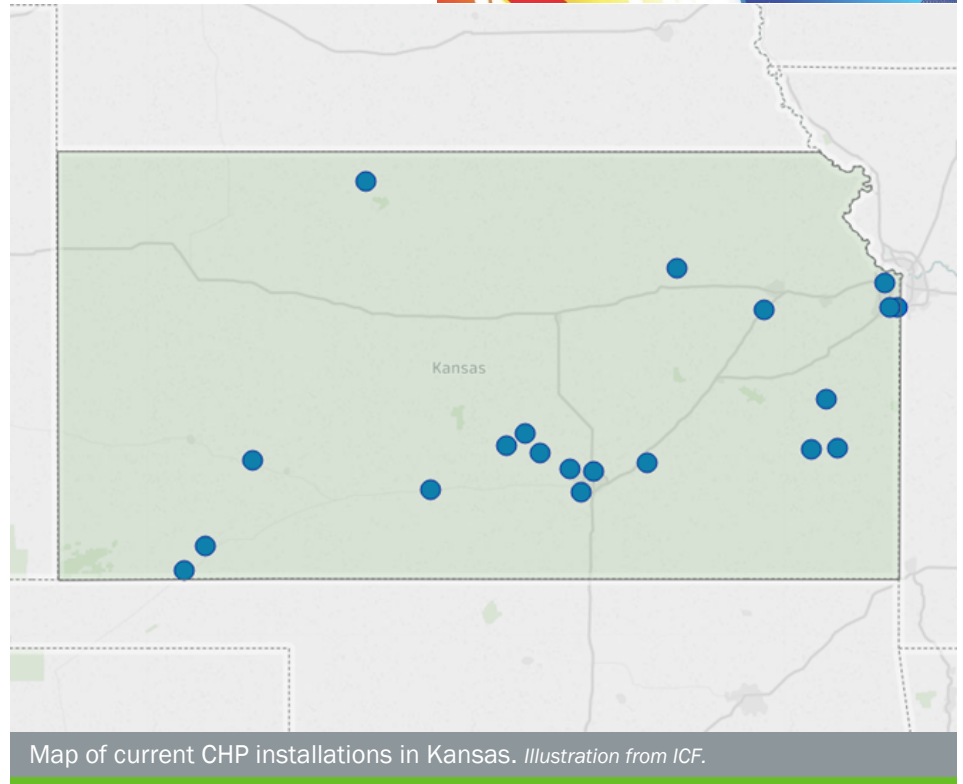 Kansas
Map of current CHP installations in Kansas. Illustration from ICF.